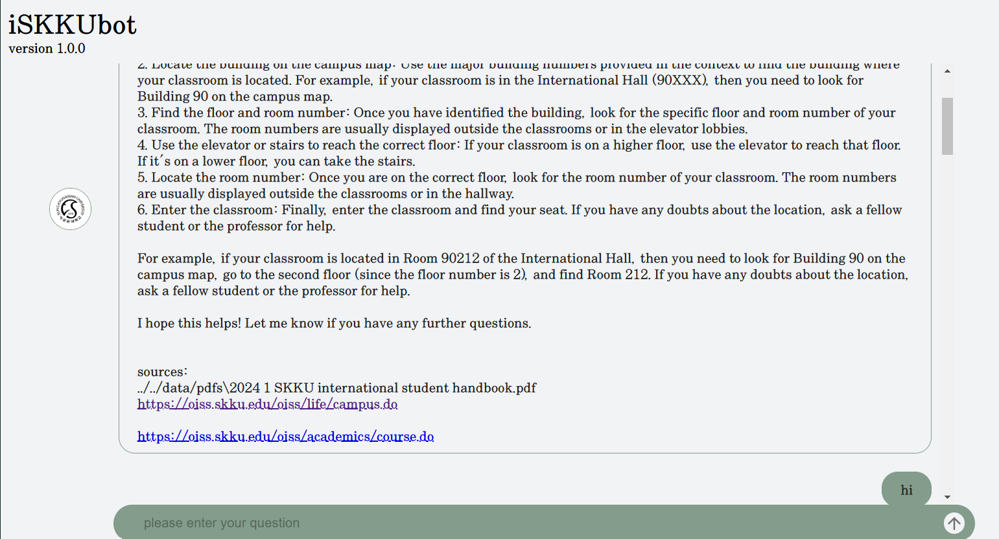 iSKKUbot
version 1.0.0
2. Locate the building on the campus map: Use the major building numbers provided in the context to find the building where
your classroom is located. For example, if your classroom is in the International Hall (90XXX), then you need to look for
Building 90 on the campus map.
3. Find the floor and room number: Once you have identified the building, look for the specific floor and room number of your
classroom. The room numbers are usually displayed outside the classrooms or in the elevator lobbies.
4. Use the elevator or stairs to reach the correct floor: If your classroom is on a higher floor, use the elevator to reach that floor.
If it's on a lower floor, you can take the stairs.
5. Locate the room number: Once you are on the correct floor, look for the room number of your classroom. The room numbers
are usually displayed outside the classrooms or in the hallway.
6. Enter the classroom: Finally, enter the classroom and find your seat. If you have any doubts about the location, ask a fellow
student or the professor for help.
For example, if your classroom is located in Room 90212 of the International Hall, then you need to look for Building 90 on the
campus map, go to the second floor (since the floor number is 2), and find Room 212. If you have any doubts about the location,
ask a fellow student or the professor for help.
I hope this helps! Let me know if you have any further questions.
sources:
../../data/pdfs\2024 1 SKKU international student handbook.pdf
https://oiss.skku.edu/oiss/life/campus.do
https://oiss.skku.edu/oiss/academics/course.do
SUNGKYUNKWAN UNIVERSITY
1398
성균관대학교
hi
please enter your question